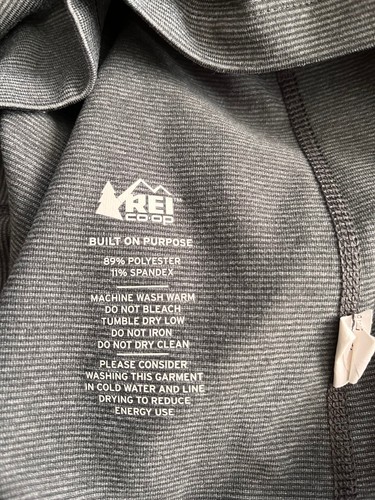 REI
CO·OP
BUILT ON PURPOSE
89% POLYESTER
11% SPANDEX
MACHINE WASH WARM
DO NOT BLEACH
TUMBLE DRY LOW
DO NOT IRON
DO NOT DRY CLEAN
PLEASE CONSIDER
WASHING THIS GARMENT
IN COLD WATER AND LINE
DRYING TO REDUCE
ENERGY USE